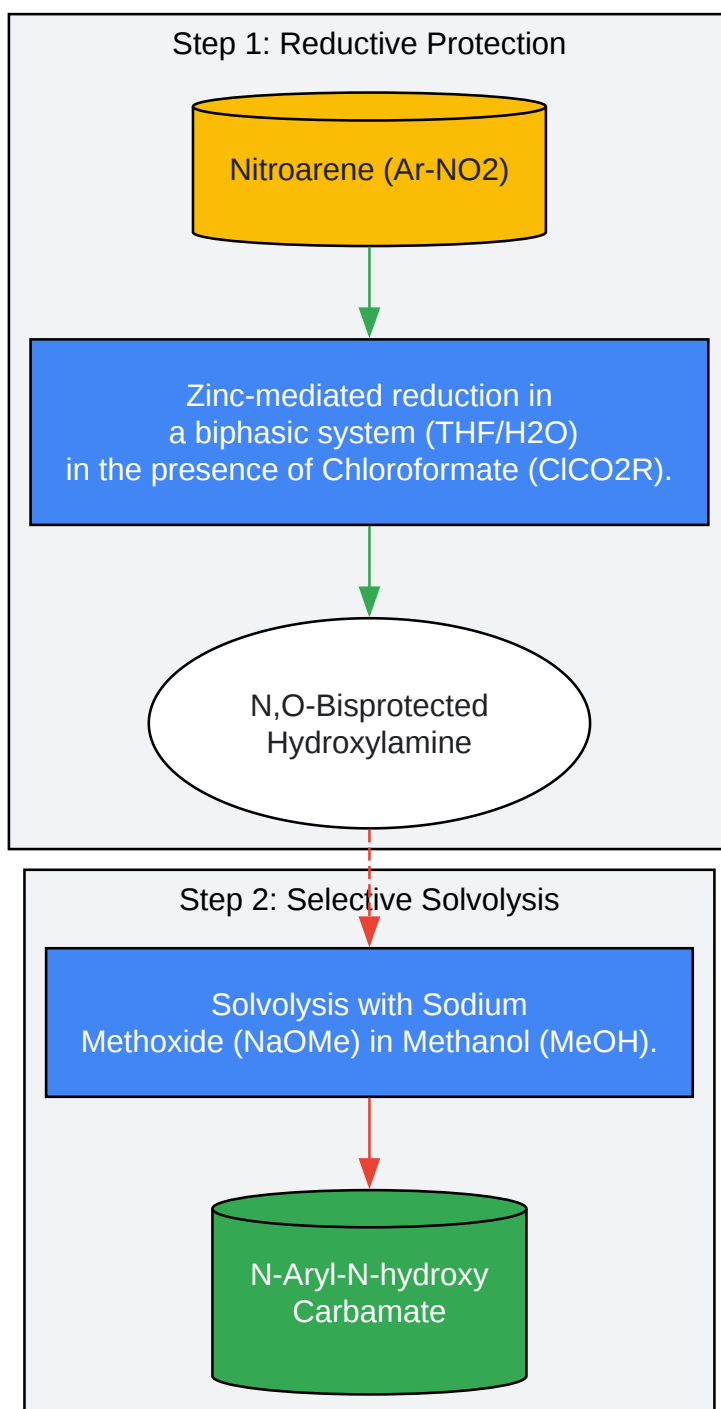 Step 1: Reductive Protection
Nitroarene (Ar-NO2)
Zinc-mediated reduction in
a biphasic system (THF/H2O)
in the presence of Chloroformate (ClCO2R).
N,O-Bisprotected
Hydroxylamine
Step 2: Selective Solvolysis
Solvolysis with Sodium
Methoxide (NaOMe) in Methanol (MeOH).
N-Aryl-N-hydroxy
Carbamate